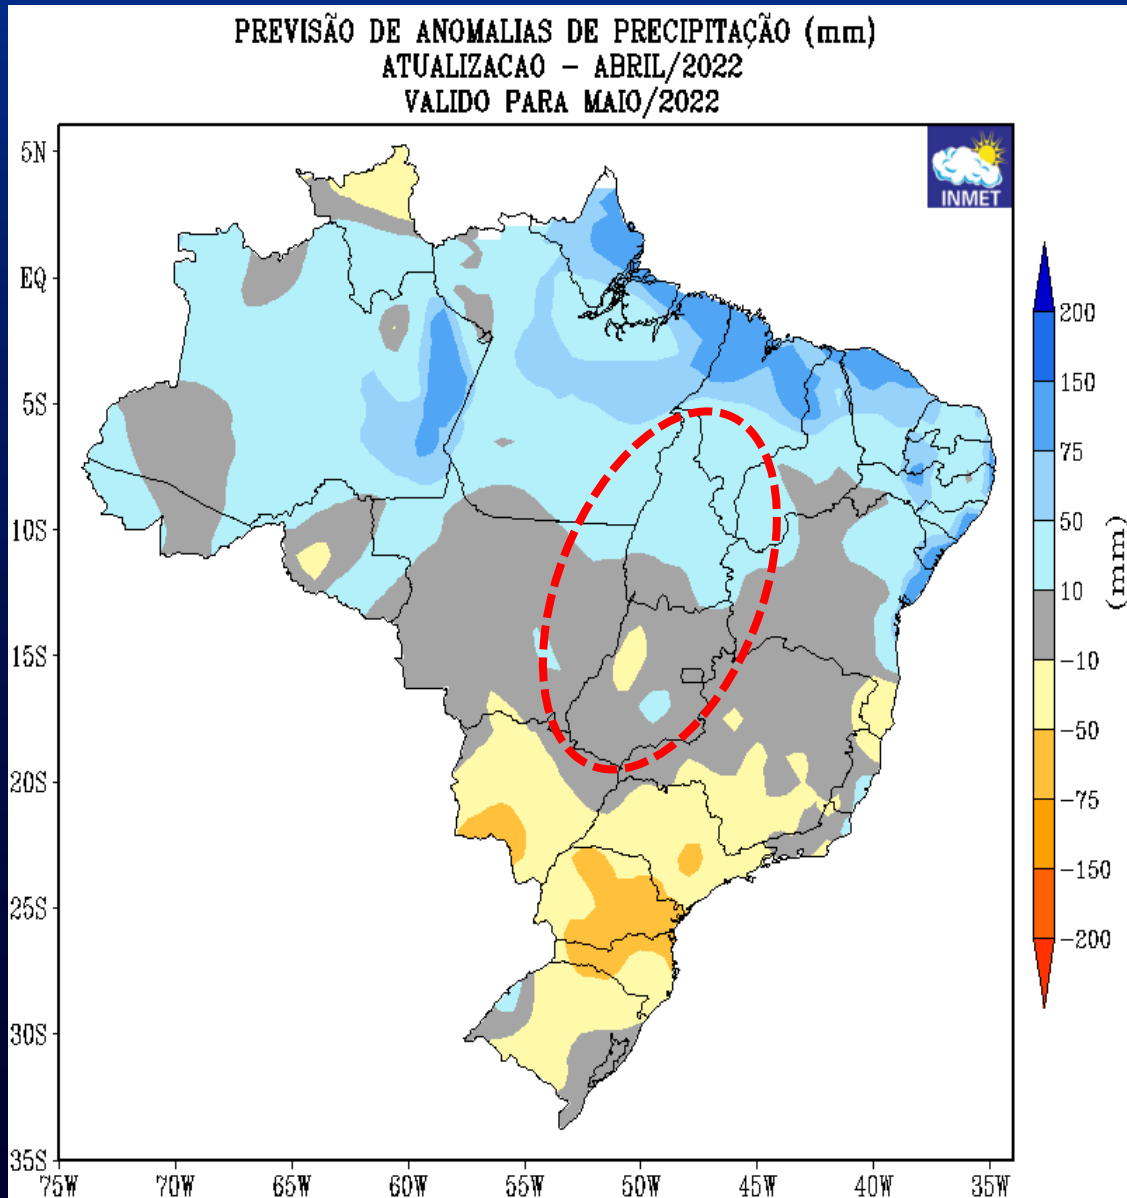 PREVISÃO DE ANOMALIAS DE PRECIPITAÇÃO (mm)
ATUALIZACAO – ABRIL/2022
VALIDO PARA MAIO/2022
INMET
5N
EQ
5S
10S
15S
20S
25S
30S
35S
75W 70W 65W 60W 55W 50W 45W 40W 35W
200
150
75
50
10
−10
−50
−75
−150
−200
(mm)